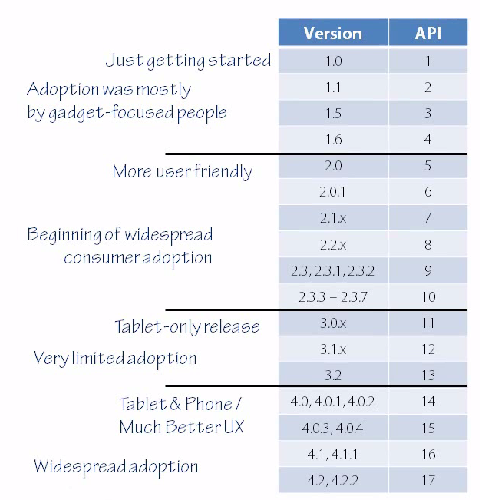 Version API
Just getting started 1.0 1
Adoption was mostly 1.1 2
by gadget-focused people 1.5 3
1.6 4
More user friendly 2.0 5
2.0.1 6
2.1.x 7
Beginning of widespread 2.2.x 8
consumer adoption 2.3, 2.3.1, 2.3.2 9
2.3.3 – 2.3.7 10
Tablet-only release 3.0.x 11
Very limited adoption 3.1.x 12
3.2 13
Tablet & Phone / 4.0, 4.0.1, 4.0.2 14
Much Better UX 4.0.3, 4.0.4 15
Widespread adoption 4.1, 4.1.1 16
4.2, 4.2.2 17